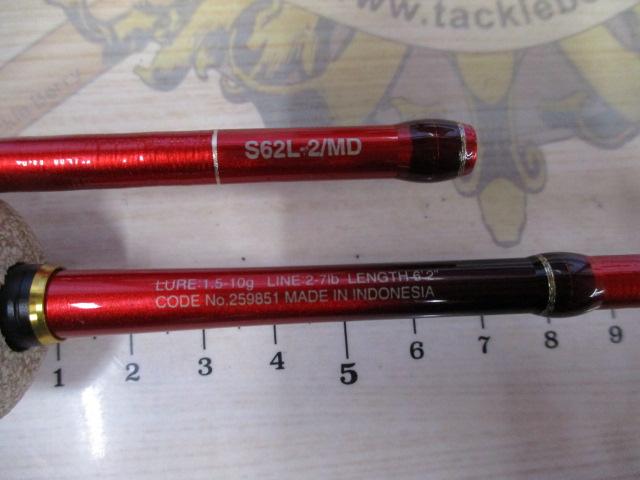 www.tacklebe
S62L-2/MD
LURE:1.5-10g LINE:2-7lb LENGTH-6'2"
CODE No.259851 MADE IN INDONESIA
1 2 3 4 5 6 7 8 9